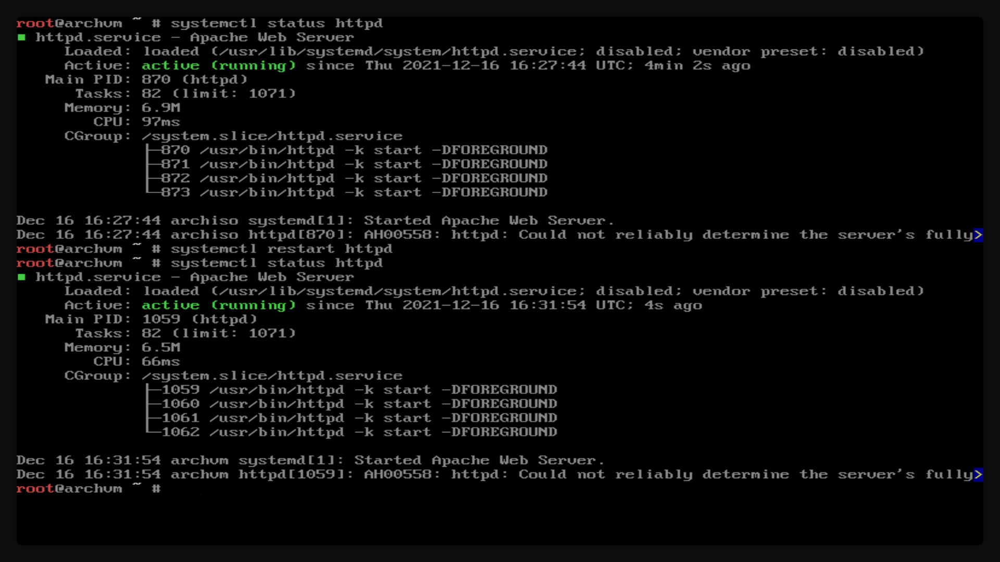 root@archvm ~ # systemctl status httpd
■ httpd.service - Apache Web Server
     Loaded: loaded (/usr/lib/systemd/system/httpd.service; disabled; vendor preset: disabled)
     Active: active (running) since Thu 2021-12-16 16:27:44 UTC; 4min 2s ago
   Main PID: 870 (httpd)
      Tasks: 82 (limit: 1071)
     Memory: 6.9M
        CPU: 97ms
     CGroup: /system.slice/httpd.service
             ├─870 /usr/bin/httpd -k start -DFOREGROUND
             ├─871 /usr/bin/httpd -k start -DFOREGROUND
             ├─872 /usr/bin/httpd -k start -DFOREGROUND
             └─873 /usr/bin/httpd -k start -DFOREGROUND

Dec 16 16:27:44 archiso systemd[1]: Started Apache Web Server.
Dec 16 16:27:44 archiso httpd[870]: AH00558: httpd: Could not reliably determine the server's fully>
root@archvm ~ # systemctl restart httpd
root@archvm ~ # systemctl status httpd
■ httpd.service - Apache Web Server
     Loaded: loaded (/usr/lib/systemd/system/httpd.service; disabled; vendor preset: disabled)
     Active: active (running) since Thu 2021-12-16 16:31:54 UTC; 4s ago
   Main PID: 1059 (httpd)
      Tasks: 82 (limit: 1071)
     Memory: 6.5M
        CPU: 66ms
     CGroup: /system.slice/httpd.service
             ├─1059 /usr/bin/httpd -k start -DFOREGROUND
             ├─1060 /usr/bin/httpd -k start -DFOREGROUND
             ├─1061 /usr/bin/httpd -k start -DFOREGROUND
             └─1062 /usr/bin/httpd -k start -DFOREGROUND

Dec 16 16:31:54 archvm systemd[1]: Started Apache Web Server.
Dec 16 16:31:54 archvm httpd[1059]: AH00558: httpd: Could not reliably determine the server's fully>
root@archvm ~ #